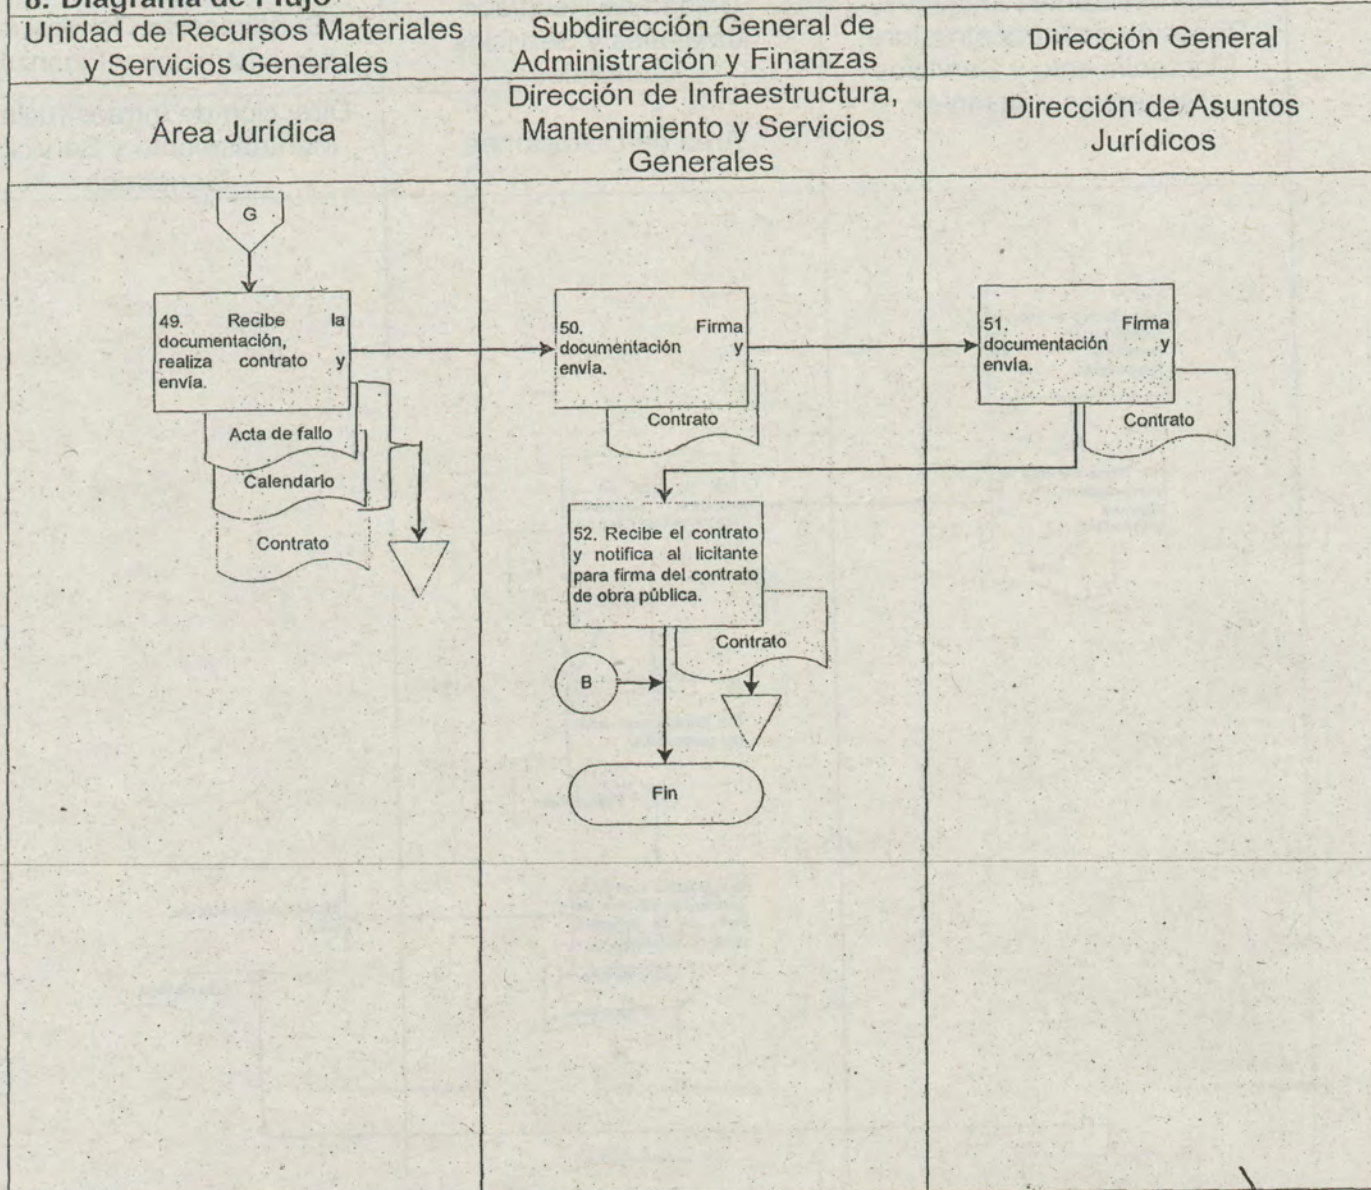 8. Diagrama de Flujo
Unidad de Recursos Materiales
y Servicios Generales
Subdirección General de
Administración y Finanzas
Dirección General
Área Jurídica
Dirección de Infraestructura,
Mantenimiento y Servicios
Generales
Dirección de Asuntos
Jurídicos
G
49. Recibe la
documentación,
realiza contrato y
envía.
Acta de fallo
Calendario
Contrato
50. Firma
documentación y
envía.
Contrato
51. Firma
documentación y
envía.
Contrato
52. Recibe el contrato
y notifica al licitante
para firma del contrato
de obra pública.
Contrato
B
Fin